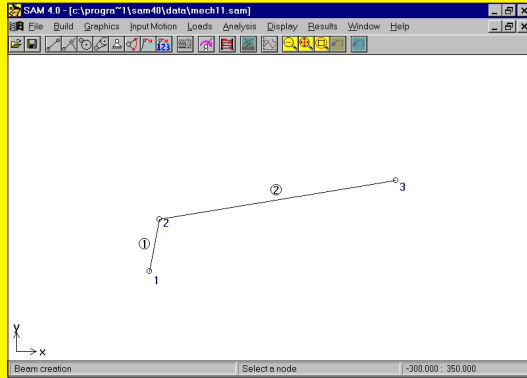 SAM 4.0 - [c:\progra~1\sam40\data\mech11.sam]
File Build Graphics Input Motion Loads Analysis Display Results Window Help
123
3
②
2
①
1
y
x
Beam creation Select a node -300.000 : 350.000